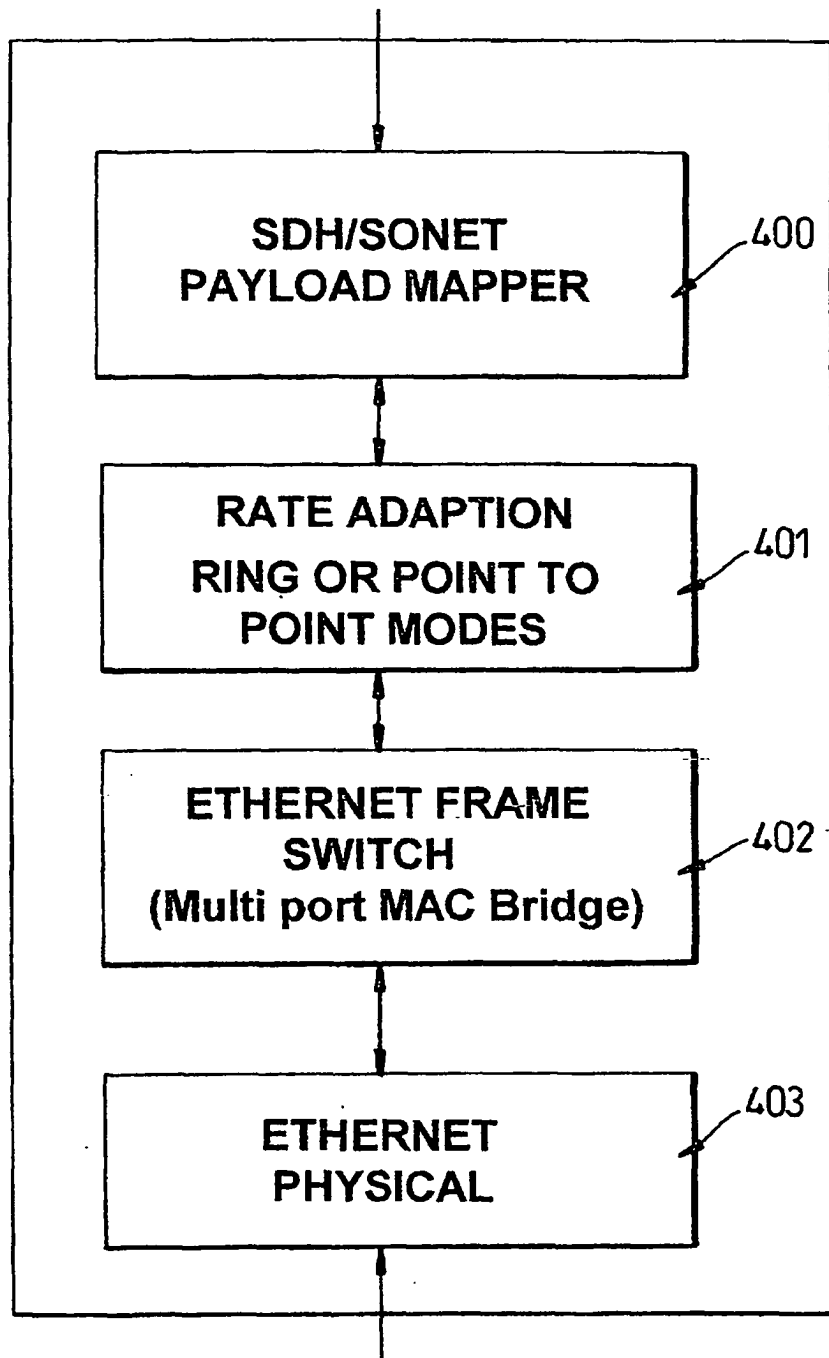 SDH/SONET
PAYLOAD MAPPER
400
RATE ADAPTION
RING OR POINT TO
POINT MODES
401
ETHERNET FRAME
SWITCH
(Multi port MAC Bridge)
402
ETHERNET
PHYSICAL
403